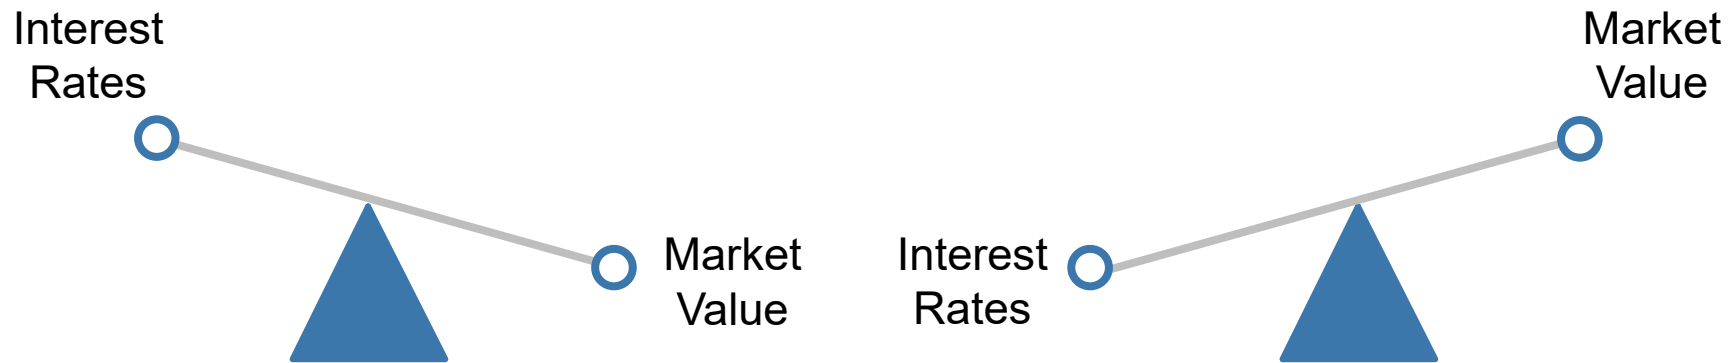 Interest
Rates
Market
Value
Interest
Rates
Market
Value